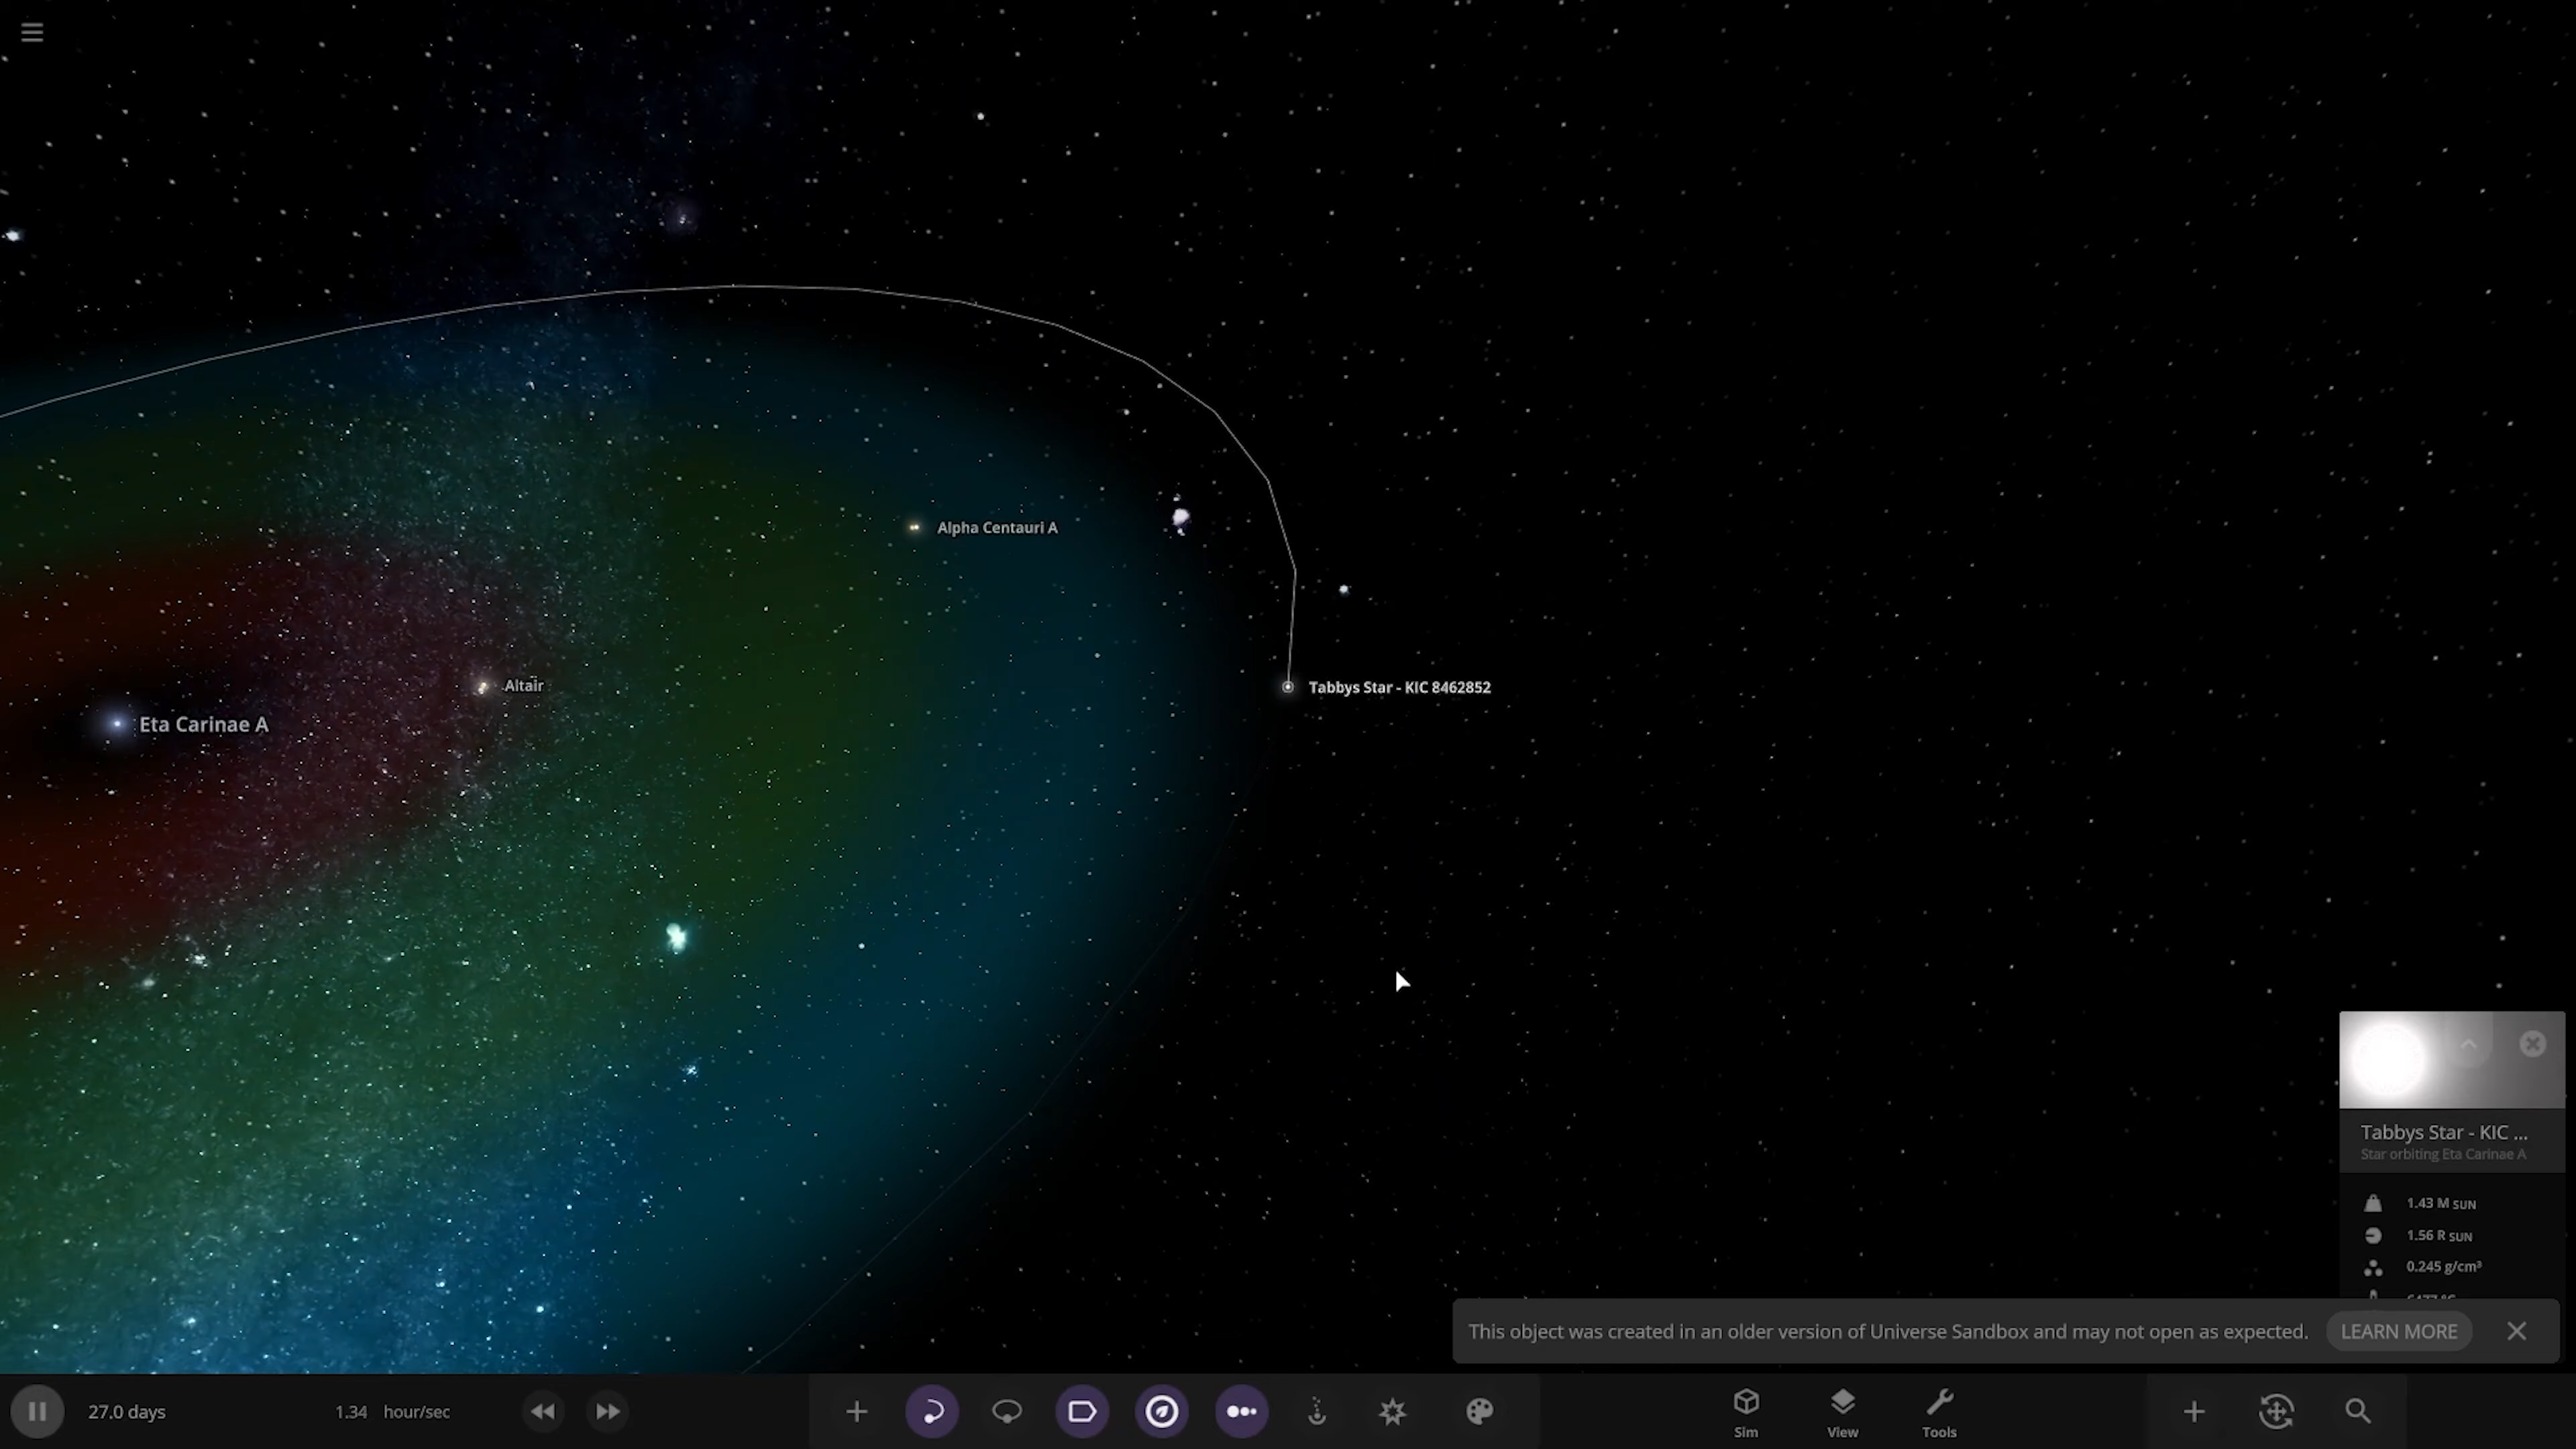 Alpha Centauri A
Altair
Tabbys Star - KIC 8462852
Eta Carinae A
Tabbys Star - KIC ...
Star orbiting Eta Carinae A
1.43 M SUN
1.56 R SUN
0.245 g/cm³
This object was created in an older version of Universe Sandbox and may not open as expected. LEARN MORE
27.0 days 1.34 hour/sec
Sim View Tools